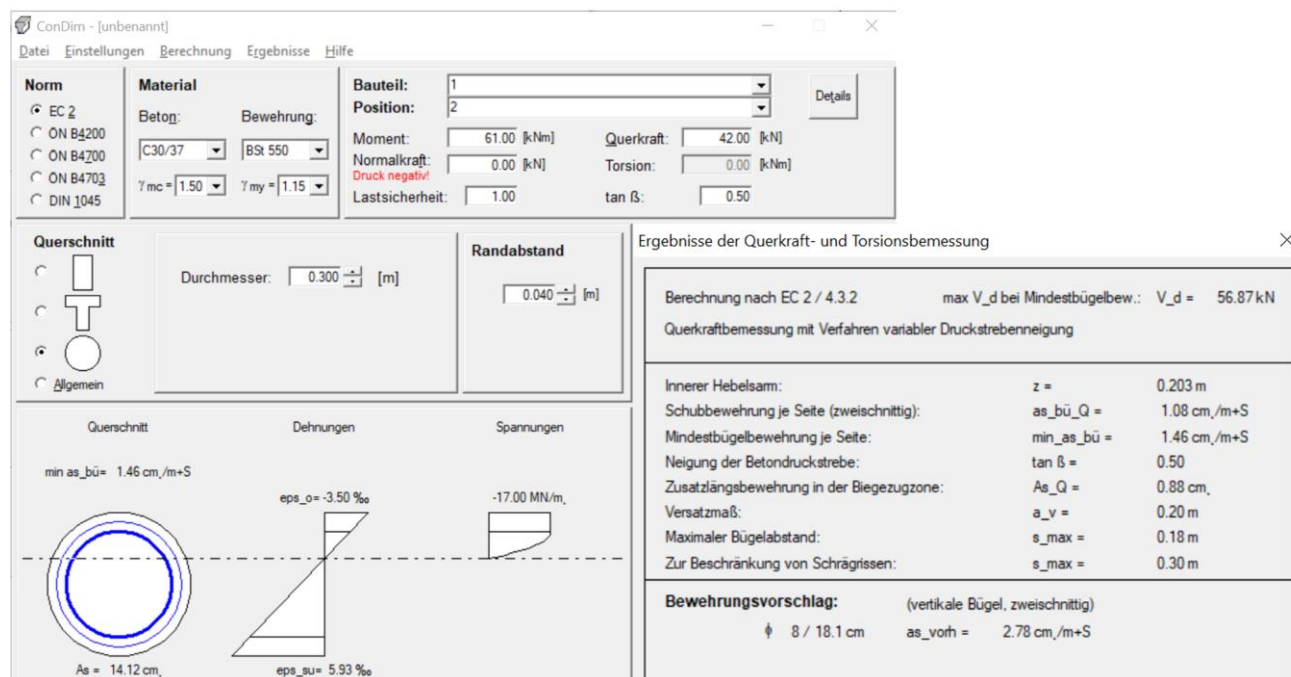 ConDim - [unbenannt]
Datei Einstellungen Berechnung Ergebnisse Hilfe
Norm
EC 2
ON B4200
ON B4700
ON B4703
DIN 1045
Material
Beton: Bewehrung:
C30/37 BSt 550
γ mc = 1.50 γ my = 1.15
Bauteil: 1
Position: 2
Details
Moment: 61.00 [kNm] Querkraft: 42.00 [kN]
Normalkraft: 0.00 [kN] Torsion: 0.00 [kNm]
Druck negativ!
Lastsicherheit: 1.00 tan ß: 0.50
Querschnitt
Allgemein
Durchmesser: 0.300 [m]
Randabstand
0.040 [m]
Querschnitt Dehnungen Spannungen
min as_bü= 1.46 cm¸/m+S
eps_o= -3.50 ‰ -17.00 MN/m¸
As = 14.12 cm¸ eps_su= 5.93 ‰
Ergebnisse der Querkraft- und Torsionsbemessung
Berechnung nach EC 2 / 4.3.2 max V_d bei Mindestbügelbew.: V_d = 56.87 kN
Querkraftbemessung mit Verfahren variabler Druckstrebenneigung
Innerer Hebelsarm: z = 0.203 m
Schubbewehrung je Seite (zweischnittig): as_bü_Q = 1.08 cm¸/m+S
Mindestbügelbewehrung je Seite: min_as_bü = 1.46 cm¸/m+S
Neigung der Betondruckstrebe: tan ß = 0.50
Zusatzlängsbewehrung in der Biegezugzone: As_Q = 0.88 cm¸
Versatzmaß: a_v = 0.20 m
Maximaler Bügelabstand: s_max = 0.18 m
Zur Beschränkung von Schrägrissen: s_max = 0.30 m
Bewehrungsvorschlag: (vertikale Bügel, zweischnittig)
ϕ 8 / 18.1 cm as_vorh = 2.78 cm¸/m+S